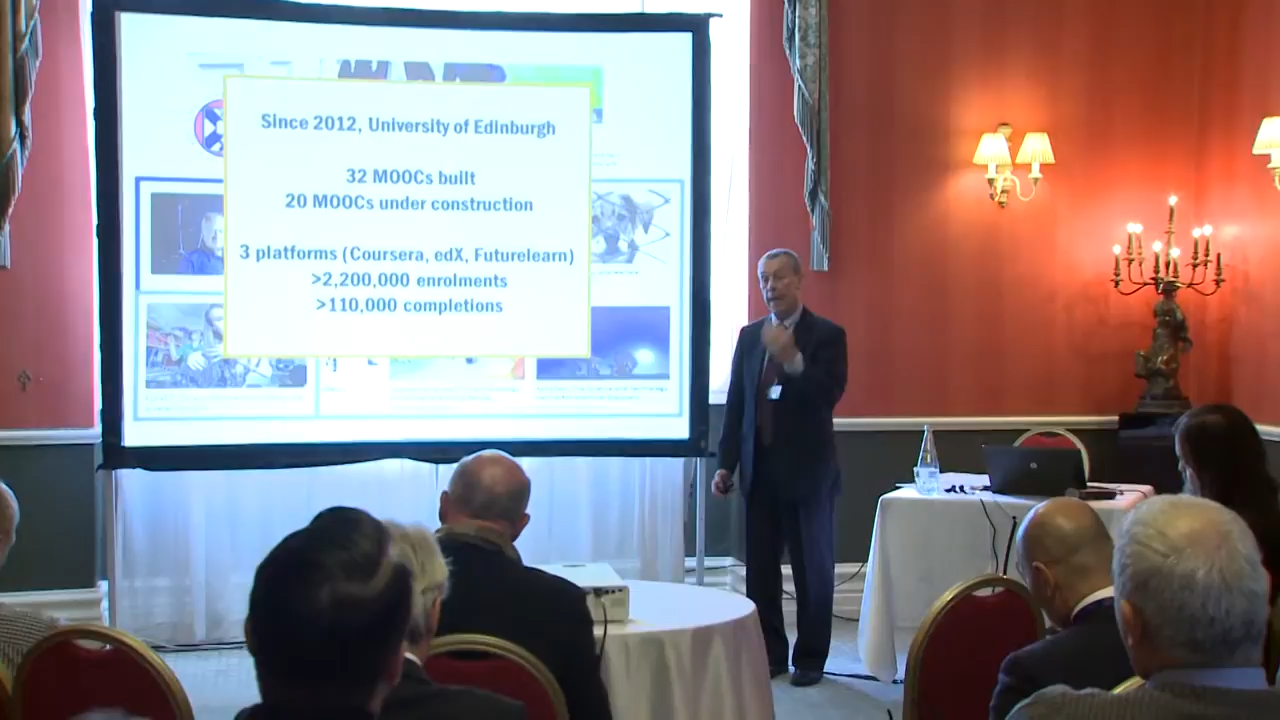 Since 2012, University of Edinburgh
32 MOOCs built
20 MOOCs under construction
3 platforms (Coursera, edX, Futurelearn)
>2,200,000 enrolments
>110,000 completions